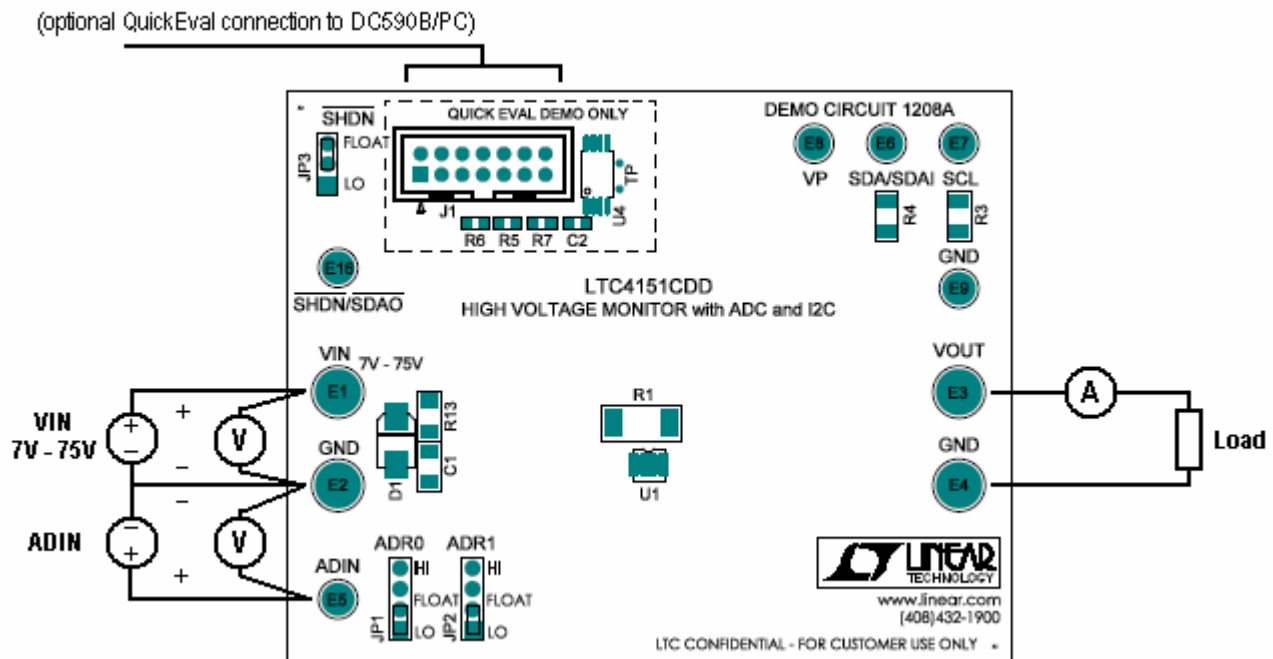 (optional QuickEval connection to DC590B/PC)
SHDN
FLOAT
LO
JP3
QUICK EVAL DEMO ONLY
J1
R6
R5
R7
C2
U4
TP
DEMO CIRCUIT 1208A
E8
E6
E7
VP
SDA/SDAI
SCL
R4
R3
GND
E9
E16
SHDN/SDAO
LTC4151CDD
HIGH VOLTAGE MONITOR with ADC and I2C
VIN
7V - 75V
+
+
V
−
−
VIN
7V - 75V
E1
R13
C1
D1
GND
E2
R1
U1
VOUT
E3
GND
E4
A
Load
ADIN
−
+
−
V
+
ADIN
E5
ADR0
HI
FLOAT
LO
JP1
ADR1
HI
FLOAT
LO
JP2
LT LINEAR
TECHNOLOGY
www.linear.com
(408)432-1900
LTC CONFIDENTIAL - FOR CUSTOMER USE ONLY